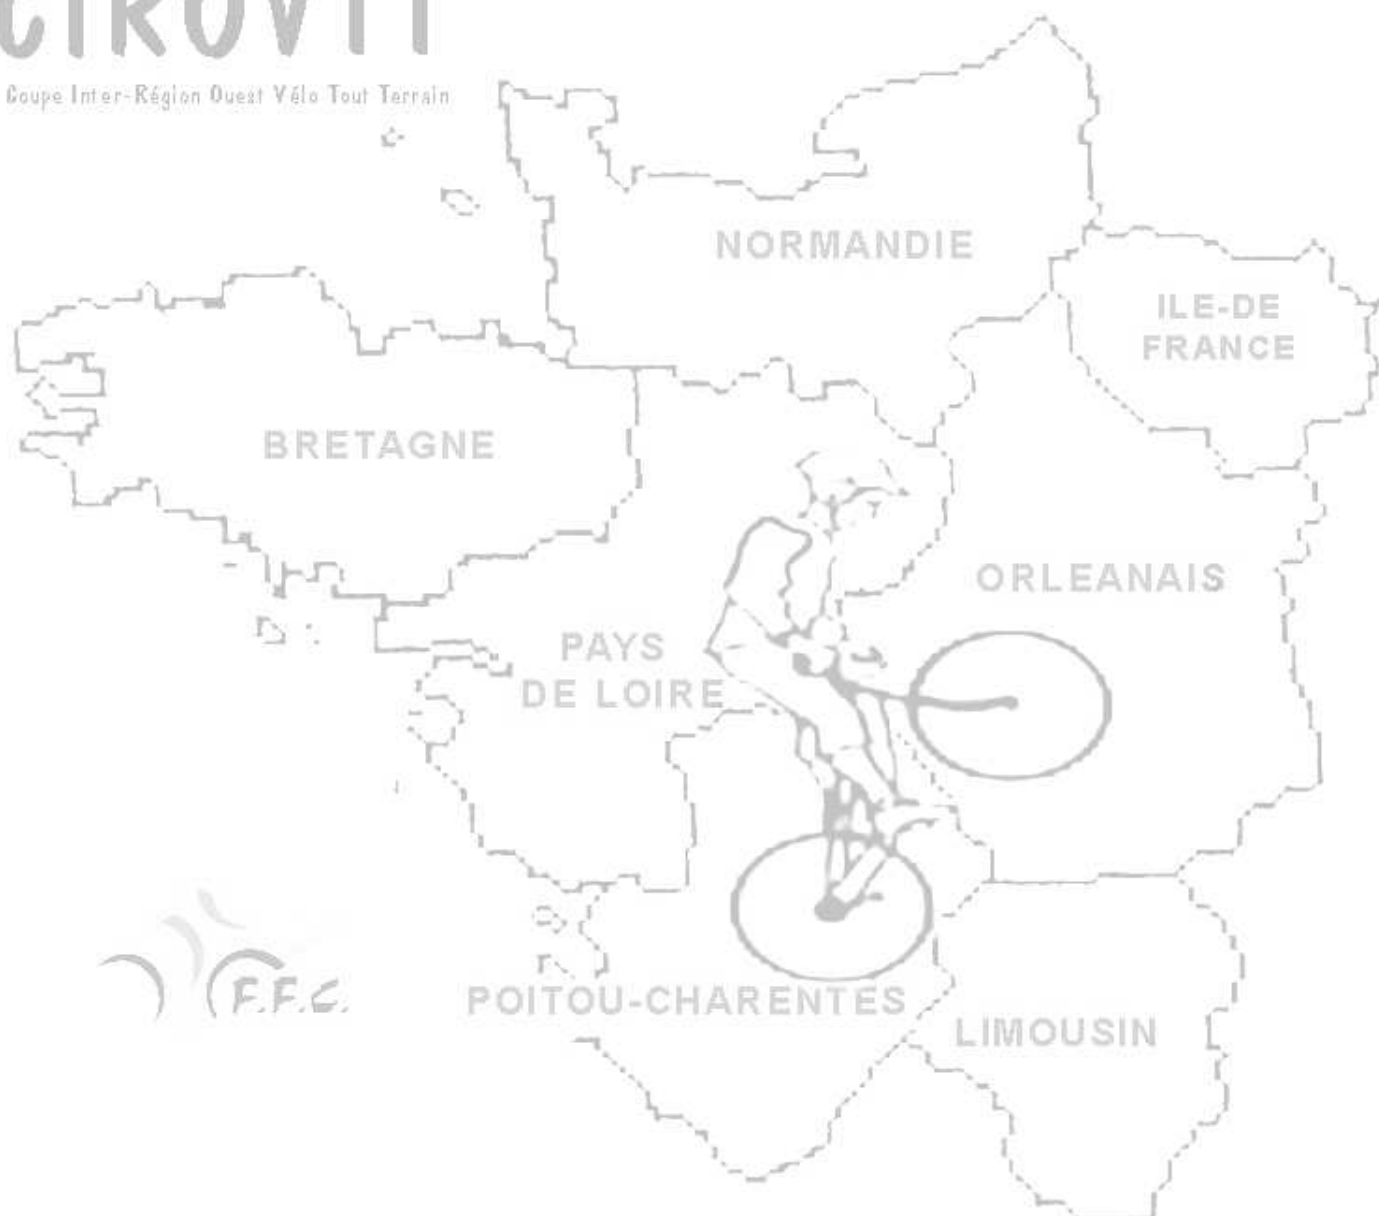 CIROVTT
Coupe Inter-Région Ouest Vélo Tout Terrain
NORMANDIE
ILE-DE
FRANCE
BRETAGNE
ORLEANAIS
PAYS
DE LOIRE
F.F.C.
POITOU-CHARENTES
LIMOUSIN